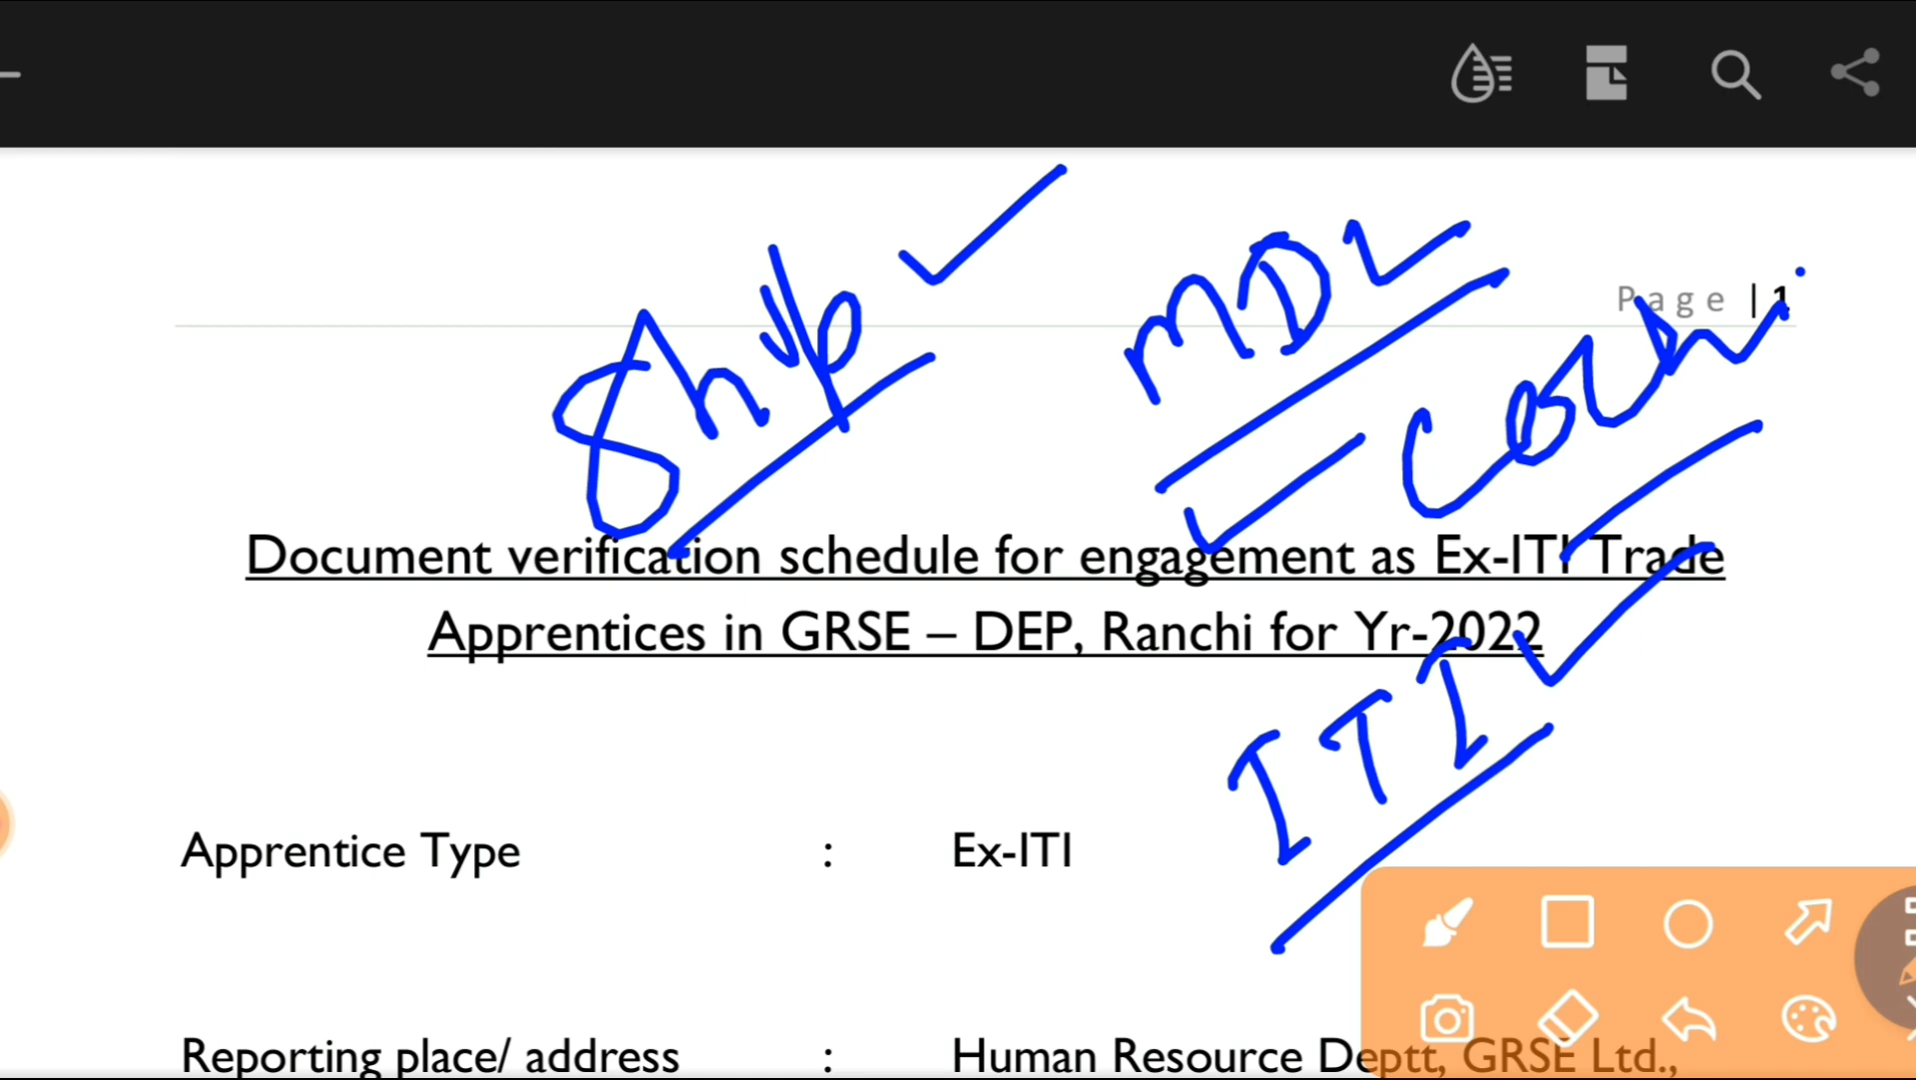 Ship
MDL
Page | 1
Cochi
Document verification schedule for engagement as Ex-ITI Trade
Apprentices in GRSE – DEP, Ranchi for Yr-2022
ITI
Apprentice Type : Ex-ITI
Reporting place/ address : Human Resource Deptt, GRSE Ltd.,